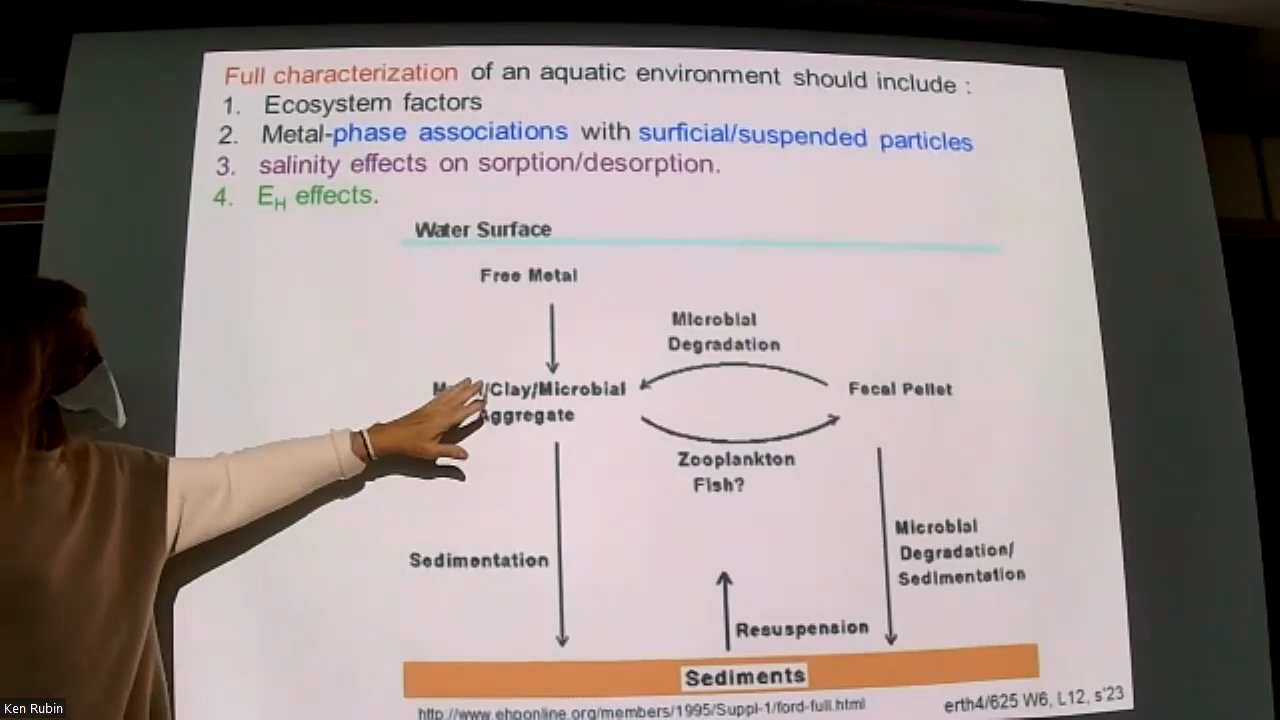 Full characterization of an aquatic environment should include :
1. Ecosystem factors
2. Metal-phase associations with surficial/suspended particles
3. salinity effects on sorption/desorption.
4. EH effects.
Water Surface
Free Metal
Microbial
Degradation
/Clay/Microbial
Aggregate
Fecal Pellet
Zooplankton
Fish?
Sedimentation
Microbial
Degradation/
Sedimentation
Resuspension
Sediments
http://www.ehponline.org/members/1995/Suppl-1/ford-full.html
erth4/625 W6, L12, s'23
Ken Rubin